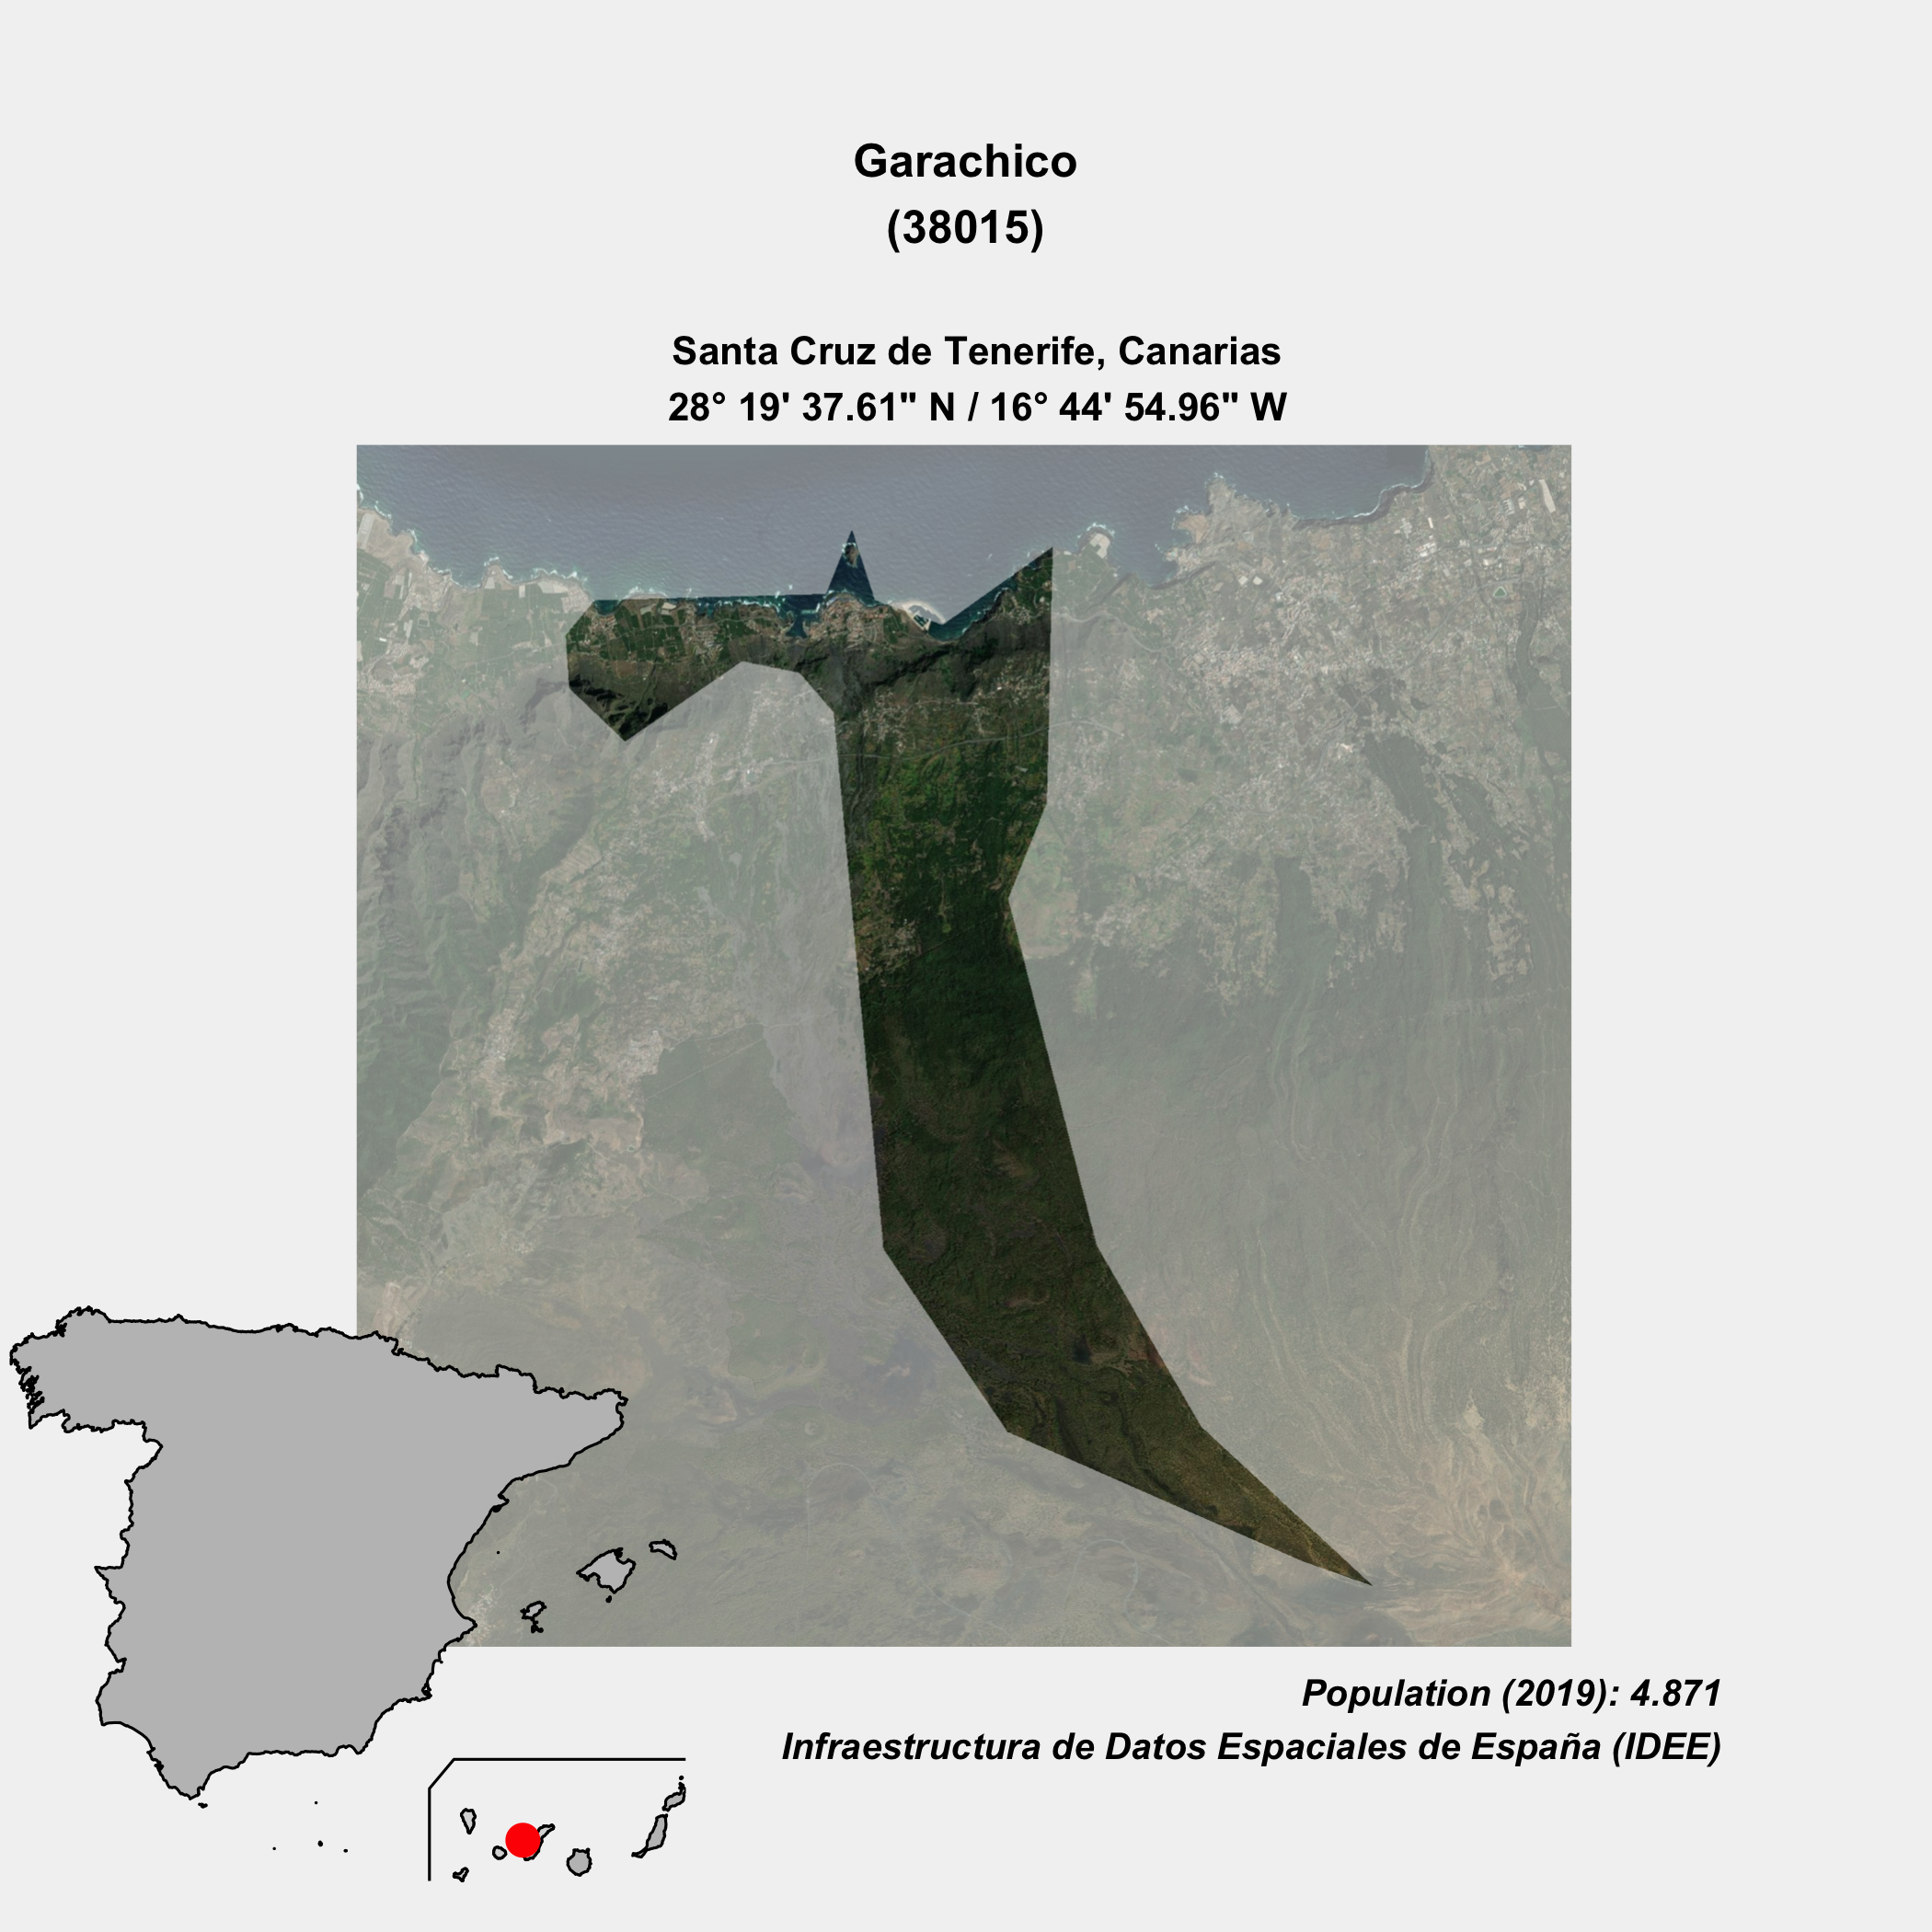 Garachico
(38015)
Santa Cruz de Tenerife, Canarias
28° 19' 37.61" N / 16° 44' 54.96" W
Population (2019): 4.871
Infraestructura de Datos Espaciales de España (IDEE)